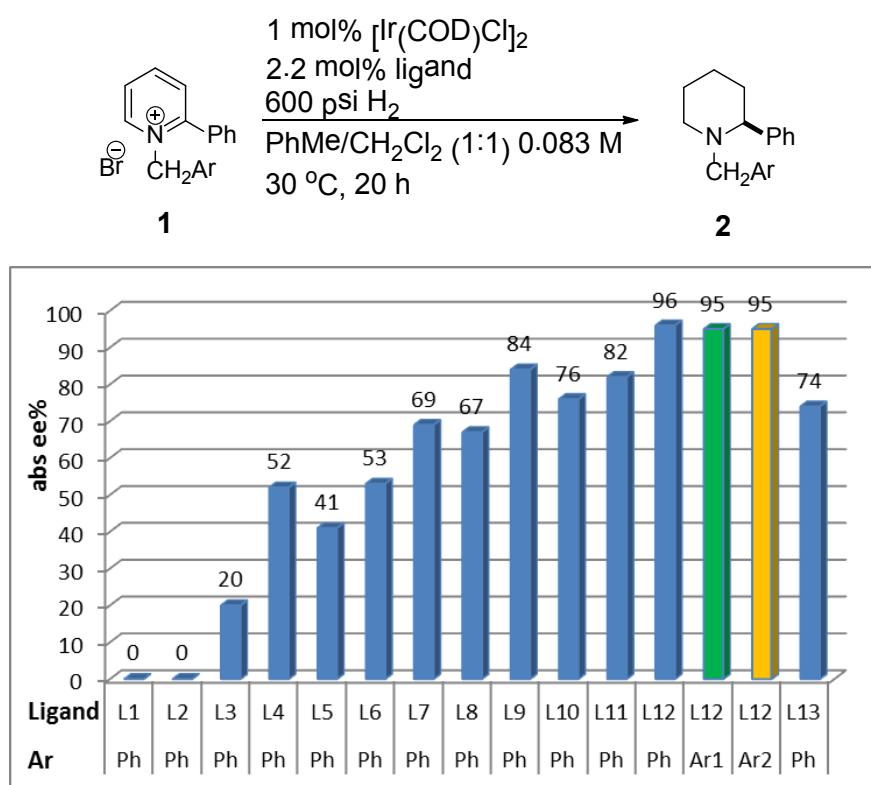 1 mol% [Ir(COD)Cl]2
2.2 mol% ligand
600 psi H2
PhMe/CH2Cl2 (1:1) 0.083 M
30 oC, 20 h
N
+
Ph
Br
−
CH2Ar
1
N
Ph
CH2Ar
2
abs ee%
100
90
80
70
60
50
40
30
20
10
0
0 0 20 52 41 53 69 67 84 76 82 96 95 95 74
Ligand L1 L2 L3 L4 L5 L6 L7 L8 L9 L10 L11 L12 L12 L12 L13
Ar Ph Ph Ph Ph Ph Ph Ph Ph Ph Ph Ph Ph Ar1 Ar2 Ph